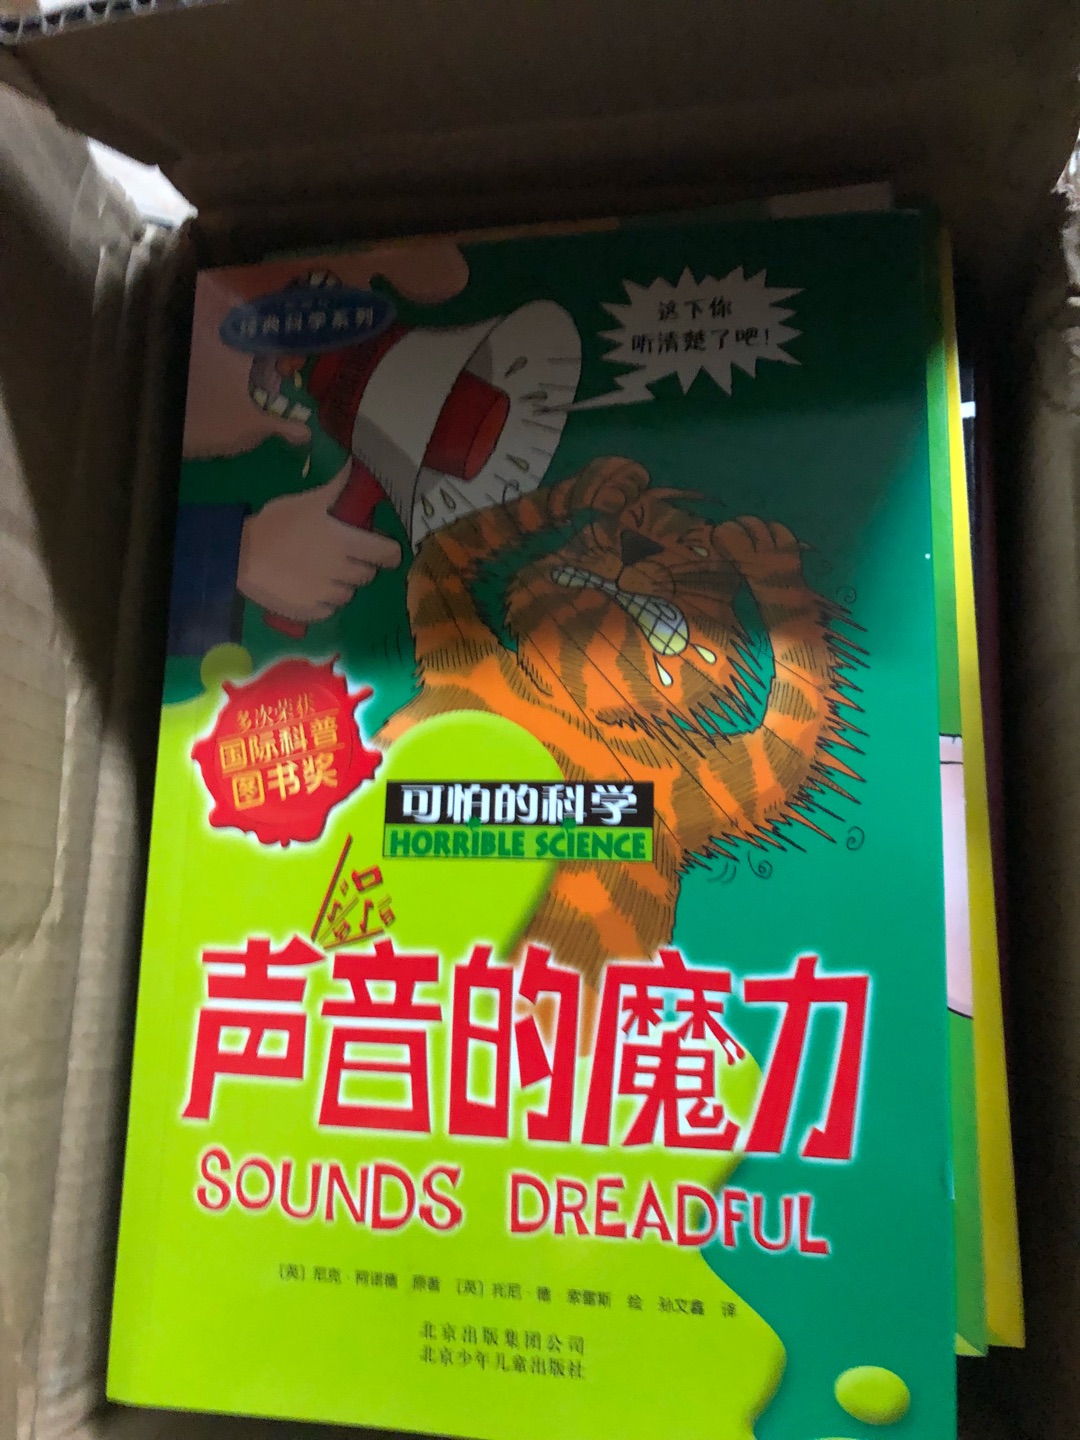 经典科学系列
这下你
听清楚了吧！
多次荣获
国际科普
图书奖
可怕的科学
HORRIBLE SCIENCE
声音的魔力
SOUNDS DREADFUL
［英］尼克·阿诺德 原著 ［英］托尼·德·索雷斯 绘 孙文鑫 译
北京出版集团公司
北京少年儿童出版社